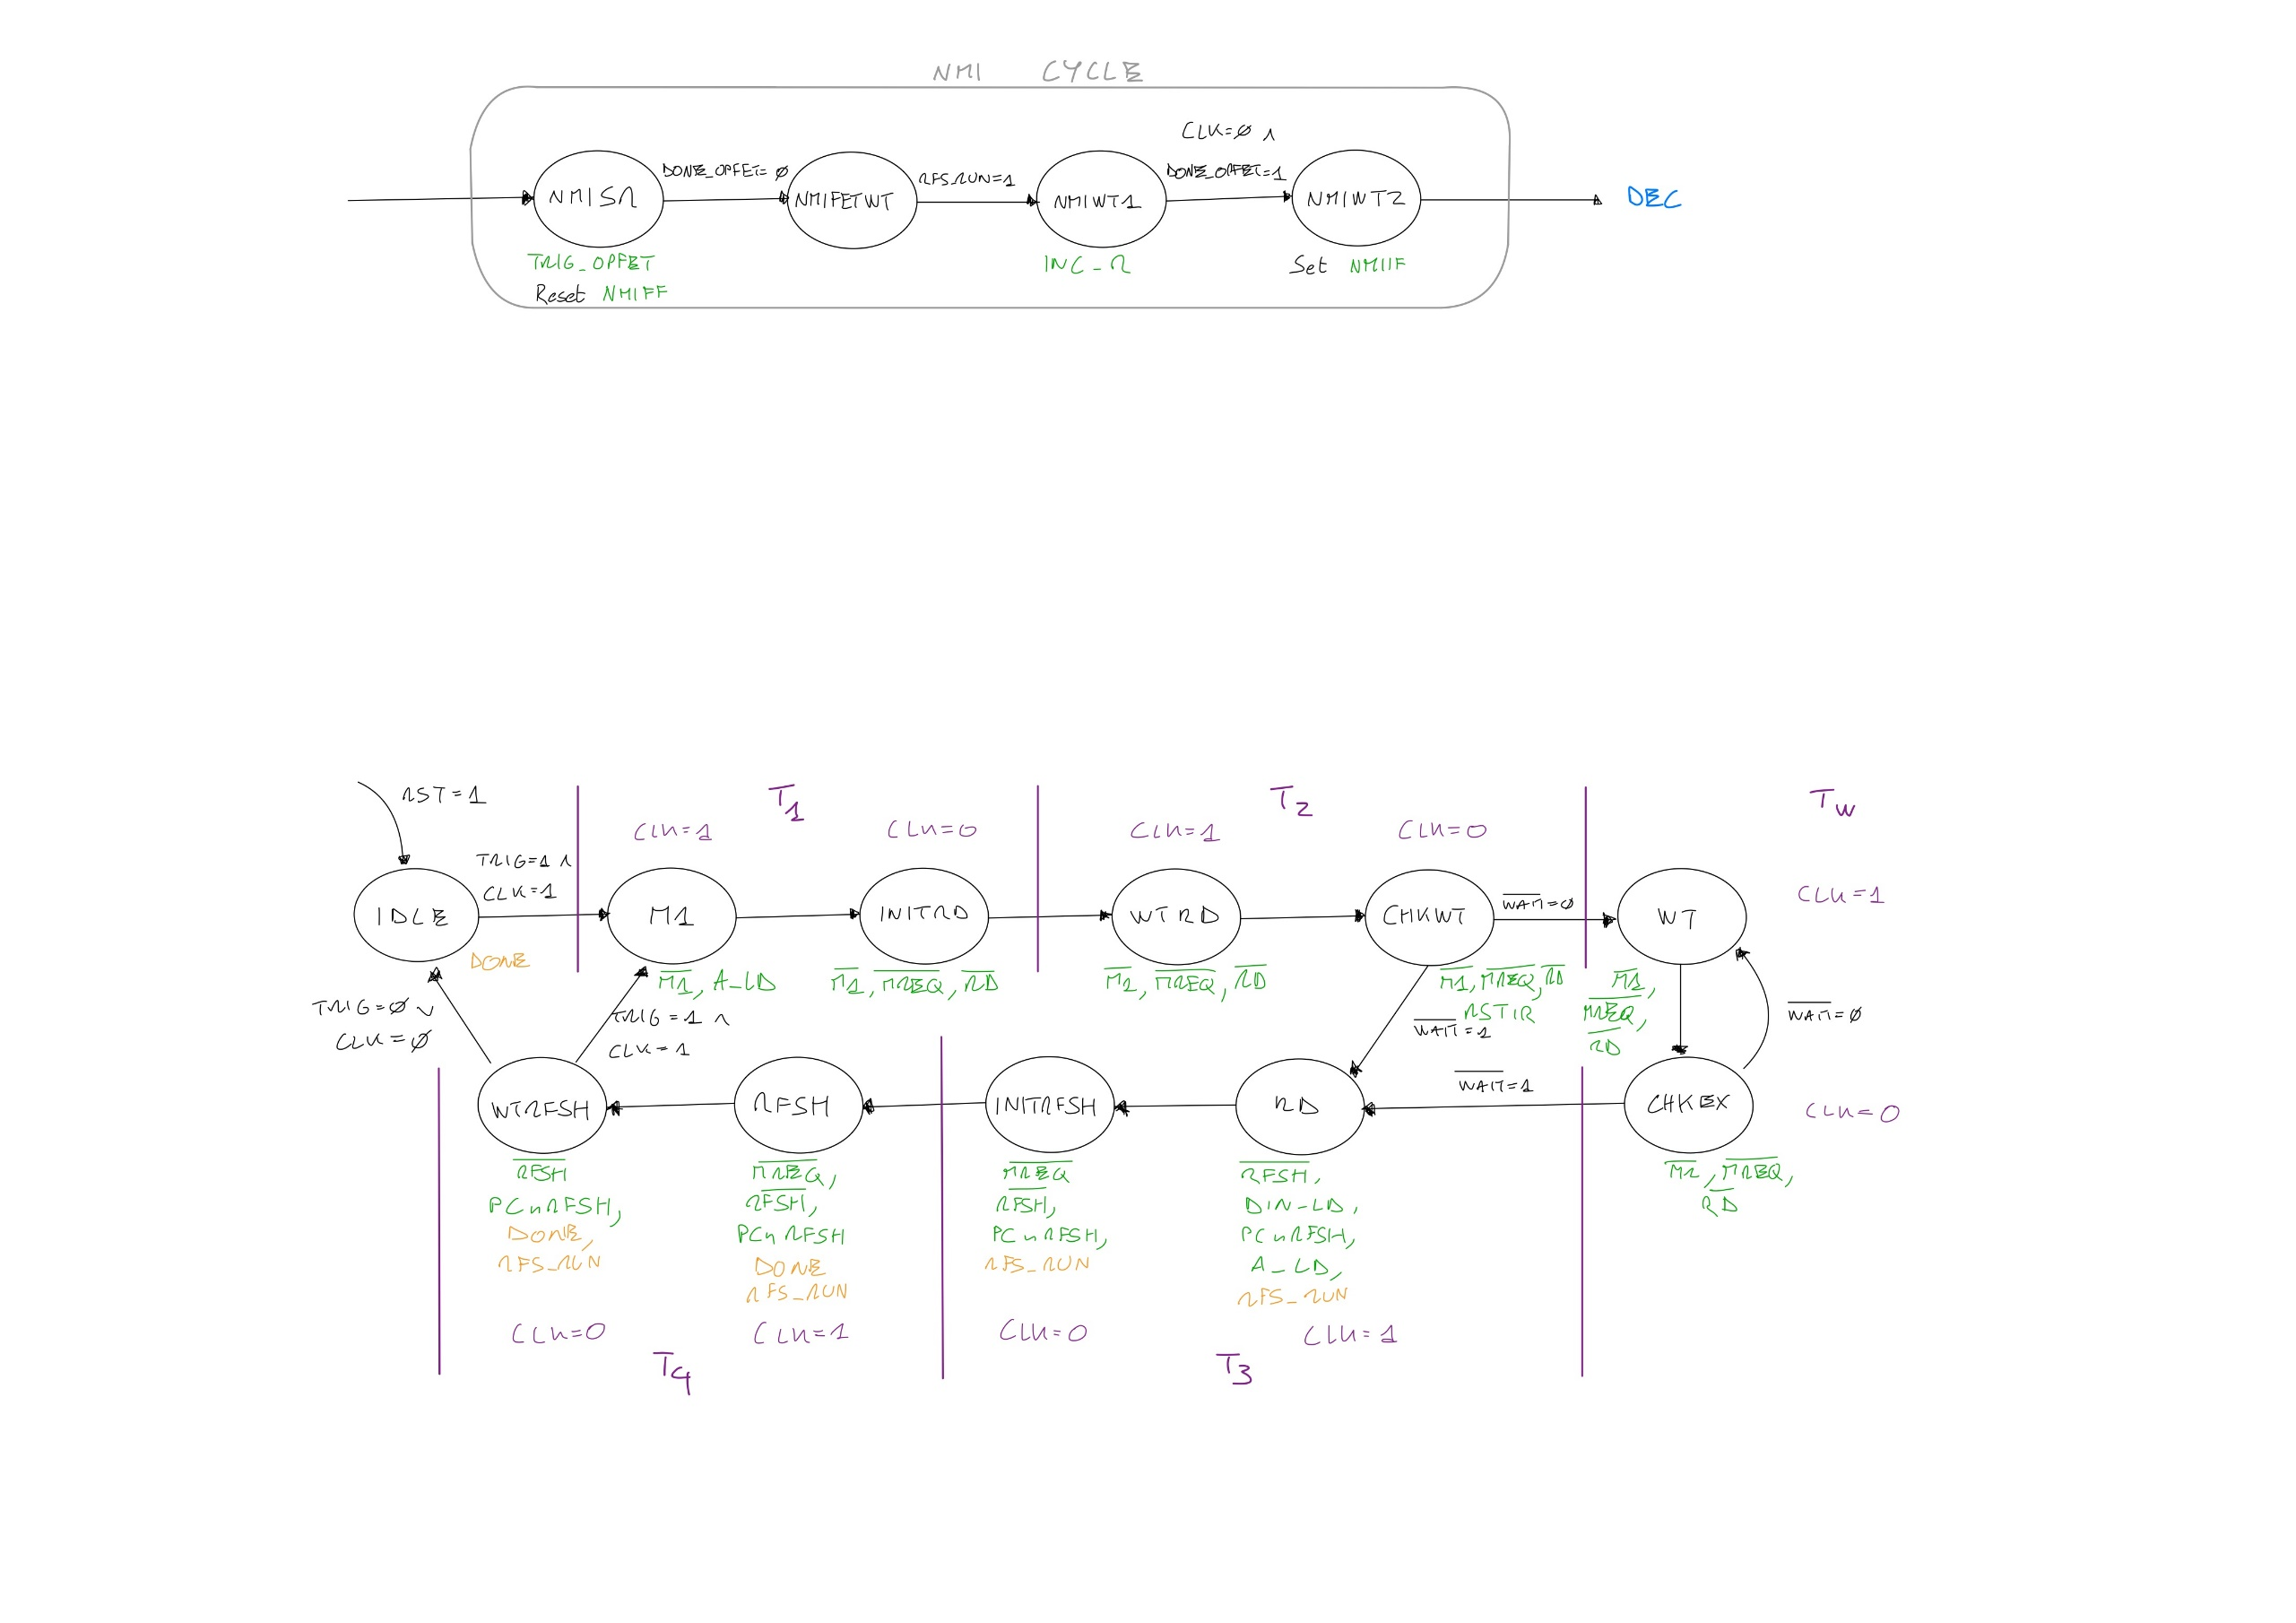 NMI CYCLE
CLK=0 ∧
DONE_OPFET=0
RFS_RUN=1
DONE_OPFET=1
NMISR
NMIFETWT
NMIWT1
NMIWT2
DEC
TRIG_OPFET
INC_R
Set NMIIF
Reset NMIFF
RST=1
T1
T2
Tw
CLK=1
CLK=0
CLK=1
CLK=0
TRIG=1 ∧
CLK=1
WAIT=0
CLK=1
IDLE
M1
INITRD
WTRD
CHKWT
WT
DONE
M1, A_LD
M1, MREQ, RD
M1, MREQ, RD
M1, MREQ, RD
RSTIR
M1,
MREQ,
RD
TRIG=0 ∨
CLK=0
TRIG=1 ∧
CLK=1
WAIT=1
WAIT=0
WAIT=1
WTRFSH
RFSH
INITRFSH
RD
CHKEX
CLK=0
RFSH
PCnRFSH,
DONE,
RFS_RUN
MREQ,
RFSH,
PCnRFSH
DONE
RFS_RUN
MREQ
RFSH,
PCnRFSH,
RFS_RUN
RFSH,
DIN_LD,
PCnRFSH,
A_LD,
RFS_RUN
M1, MREQ,
RD
CLK=0
CLK=1
CLK=0
CLK=1
T4
T3